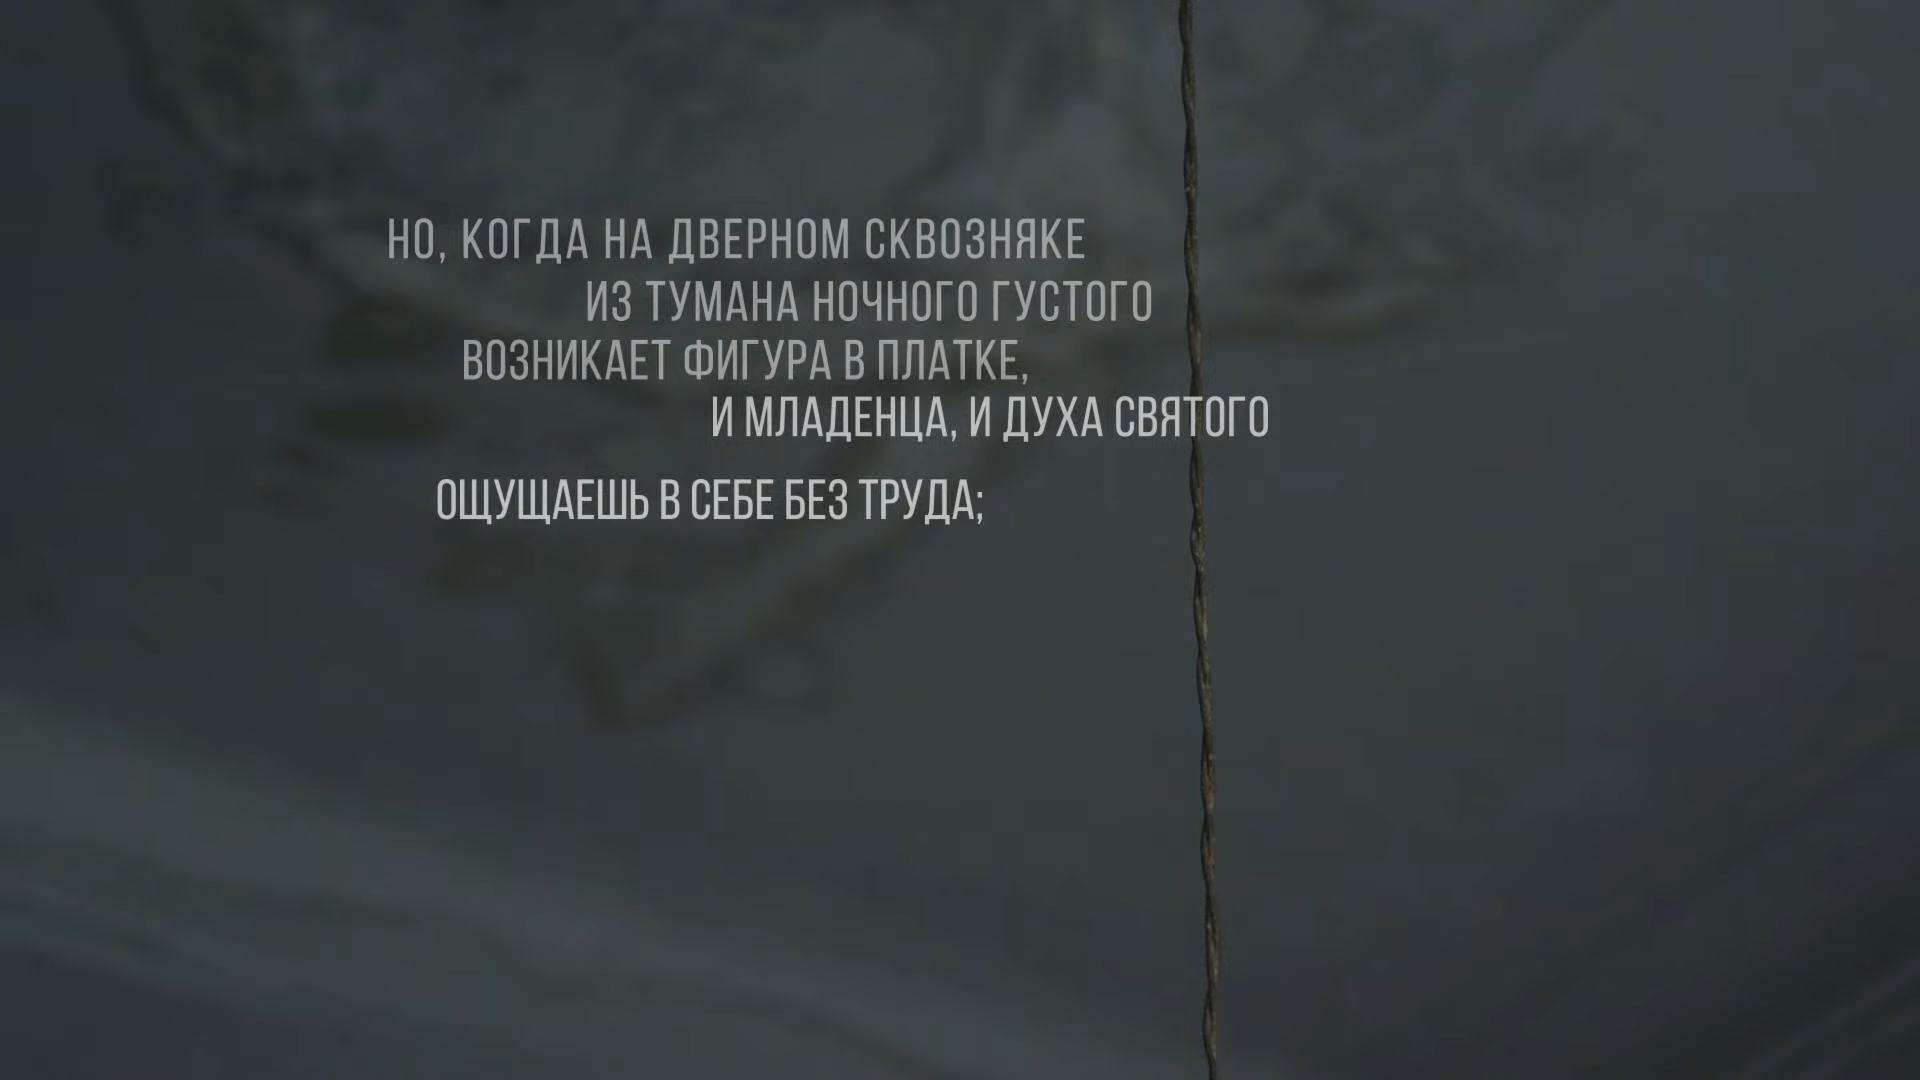 НО, КОГДА НА ДВЕРНОМ СКВОЗНЯКЕ
ИЗ ТУМАНА НОЧНОГО ГУСТОГО
ВОЗНИКАЕТ ФИГУРА В ПЛАТКЕ,
И МЛАДЕНЦА, И ДУХА СВЯТОГО
ОЩУЩАЕШЬ В СЕБЕ БЕЗ ТРУДА;